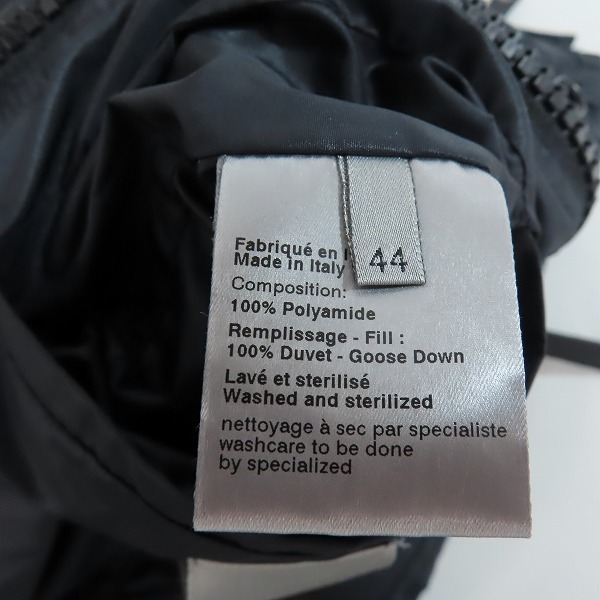 Fabriqué en
Made in Italy
44
Composition:
100% Polyamide
Remplissage - Fill :
100% Duvet - Goose Down
Lavé et sterilisé
Washed and sterilized
nettoyage à sec par specialiste
washcare to be done
by specialized